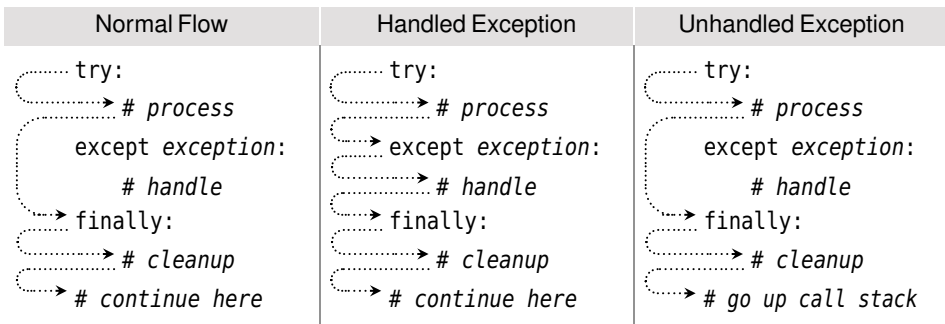 Normal Flow
Handled Exception
Unhandled Exception
try:
# process
except exception:
# handle
finally:
# cleanup
# continue here
try:
# process
except exception:
# handle
finally:
# cleanup
# continue here
try:
# process
except exception:
# handle
finally:
# cleanup
# go up call stack